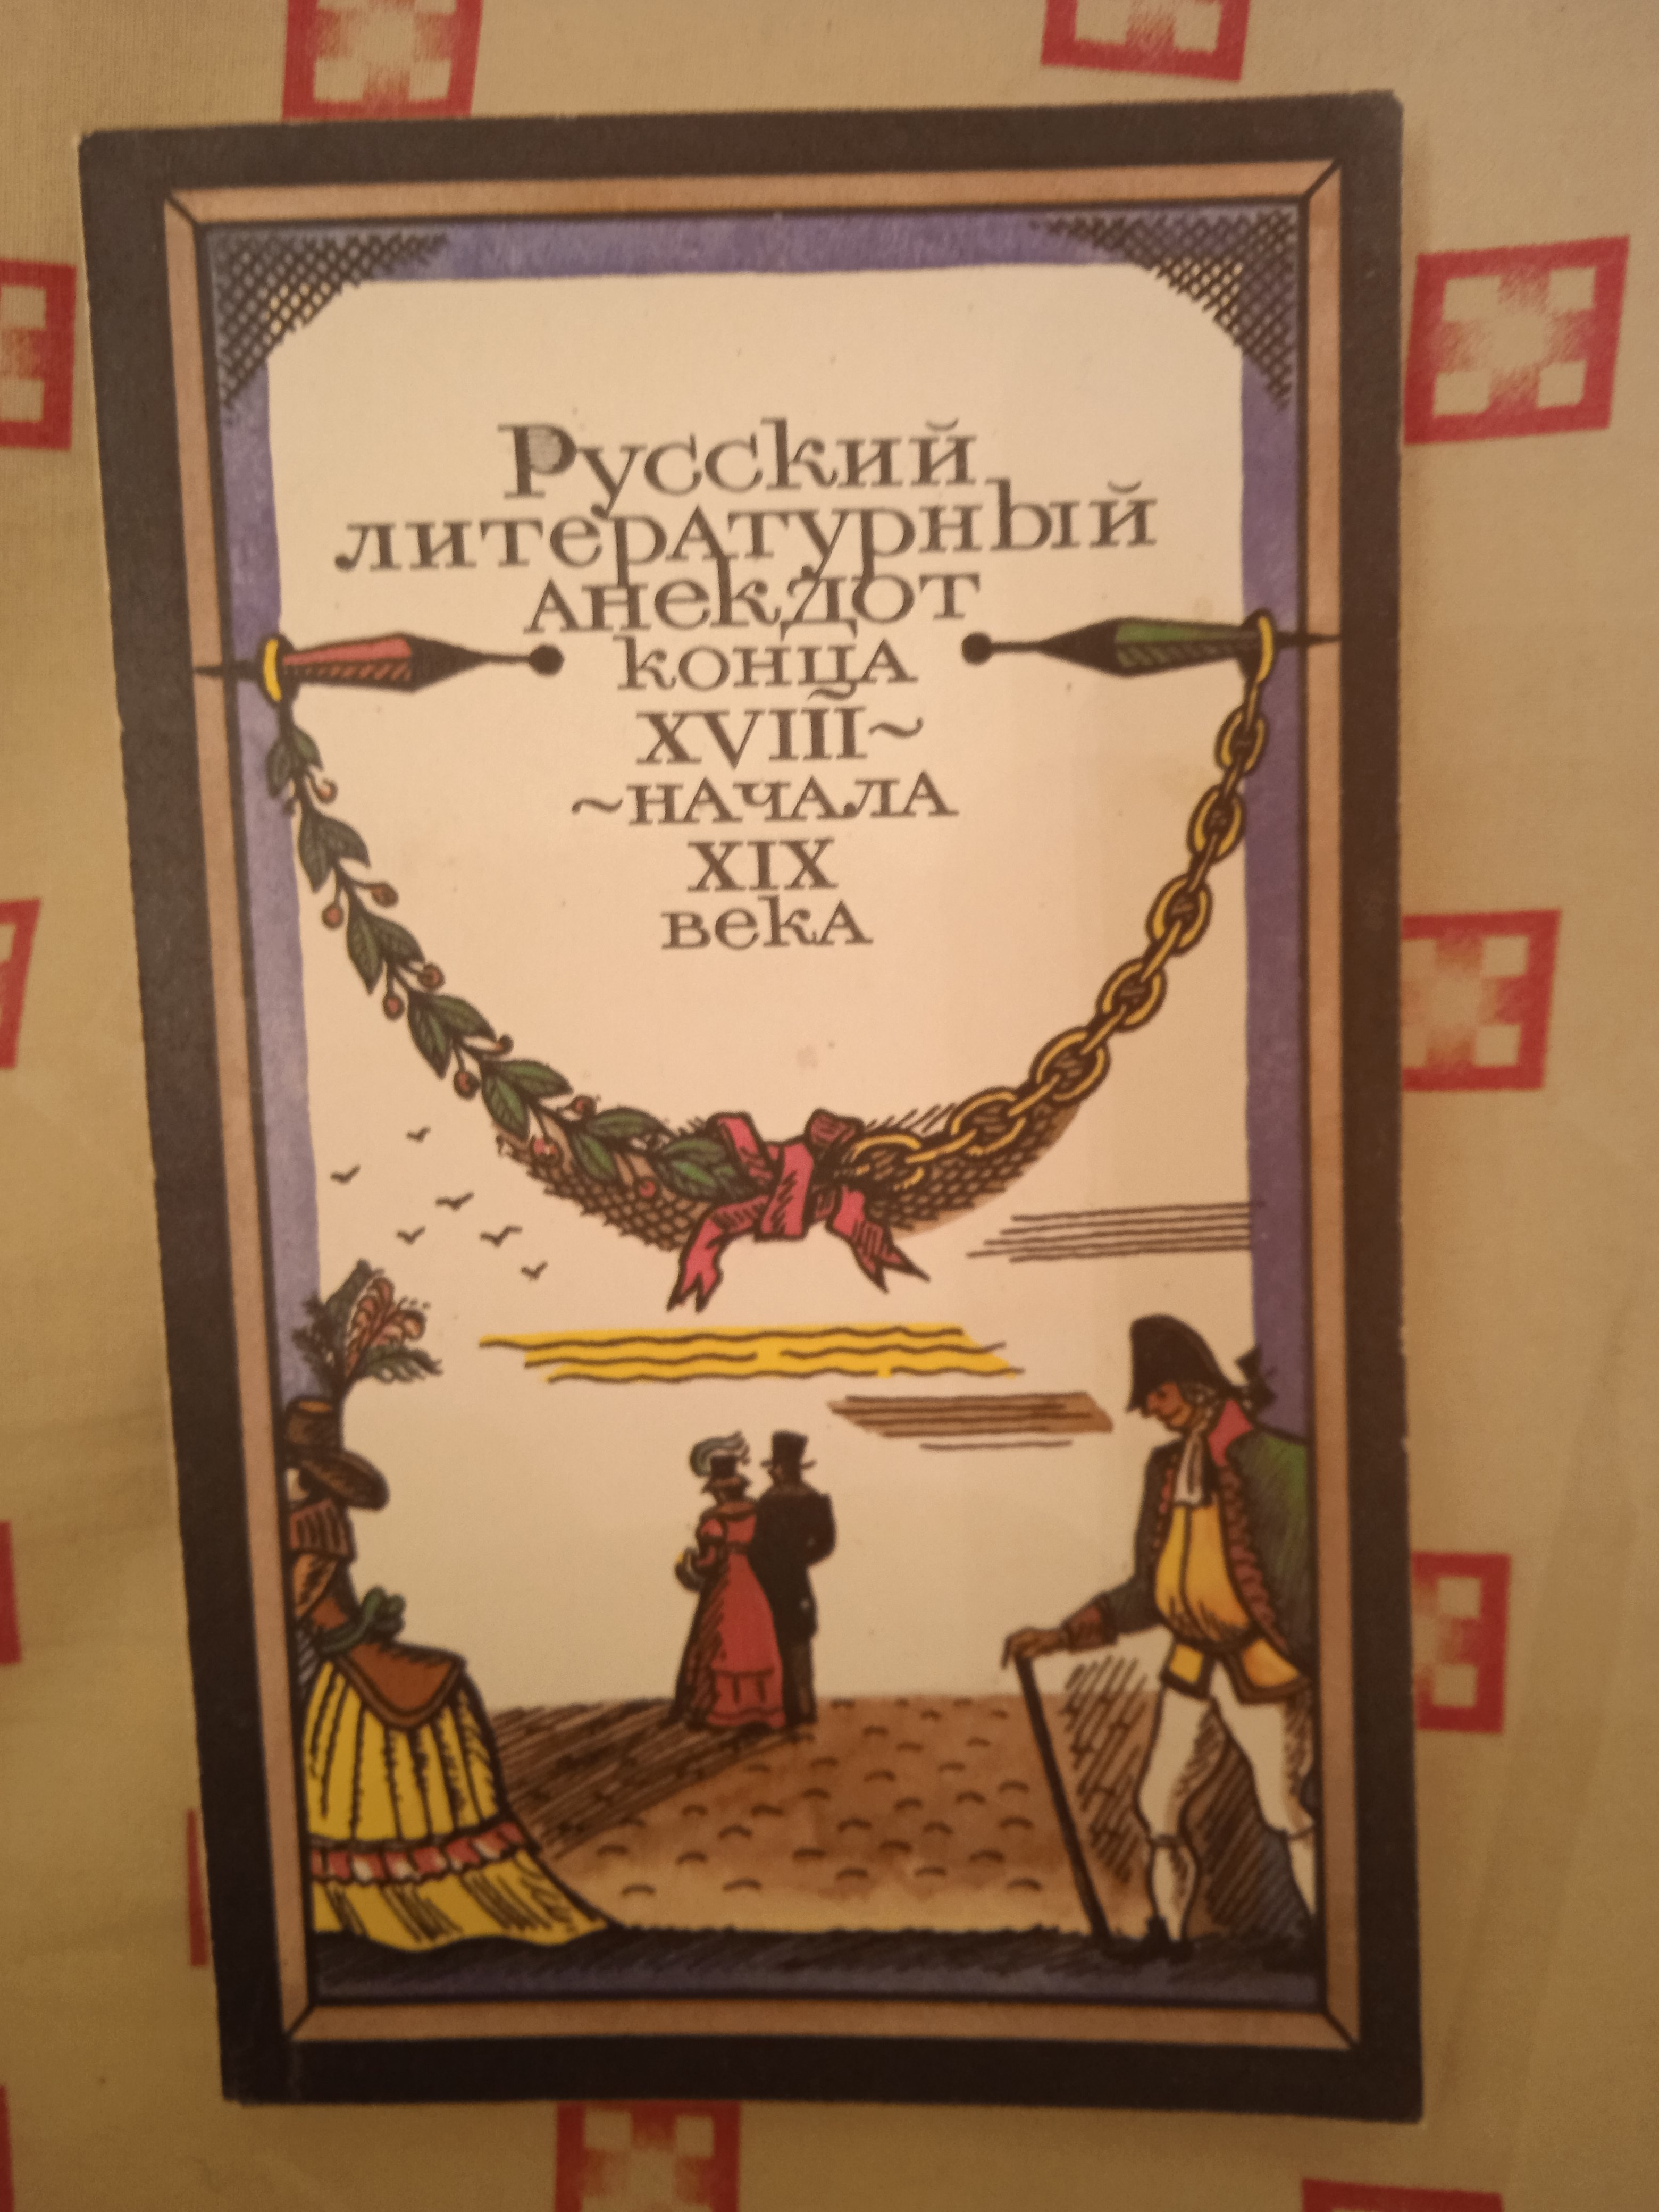 Русский
литературный
анекдот
конца
XVIII~
~начала
XIX
века